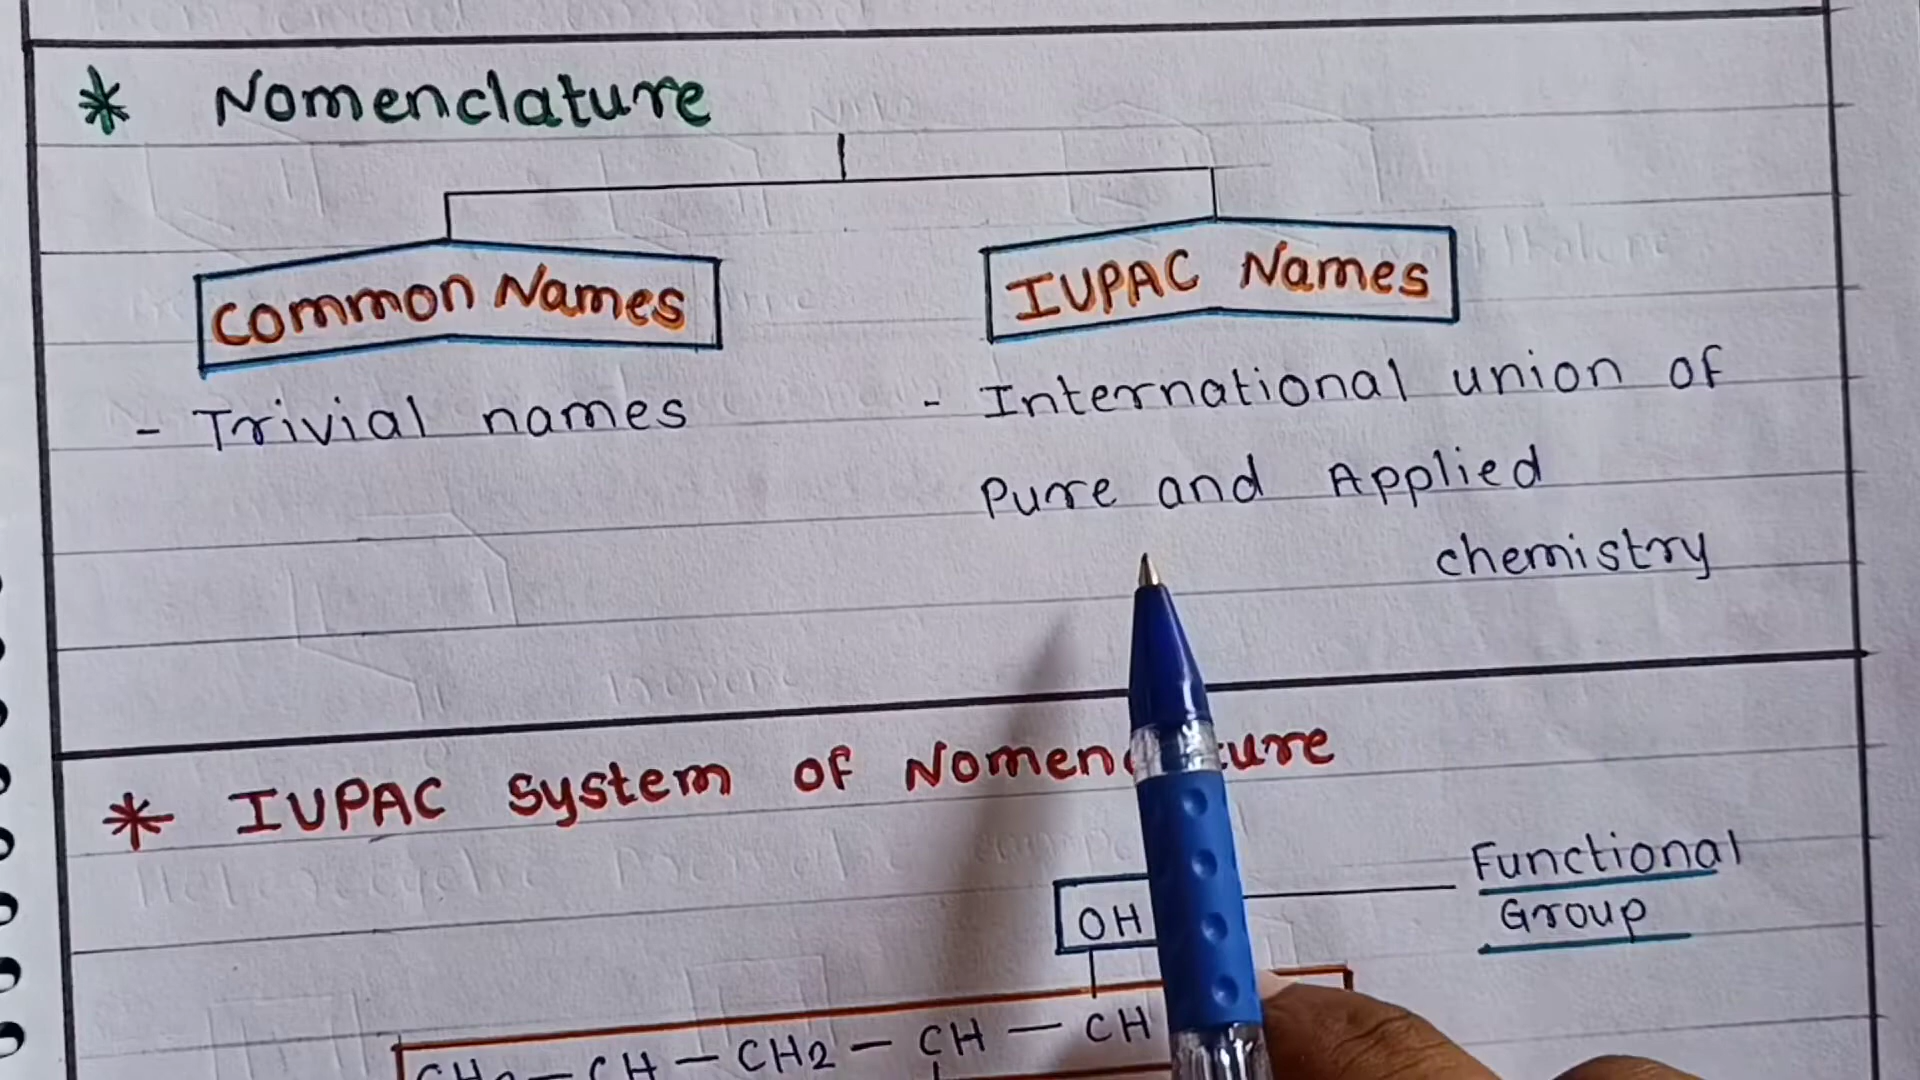 * Nomenclature
Common Names
IUPAC Names
- Trivial names
- International union of
Pure and Applied
chemistry
* IUPAC System of
OH
Functional
Group
CH - CH2 - CH - CH